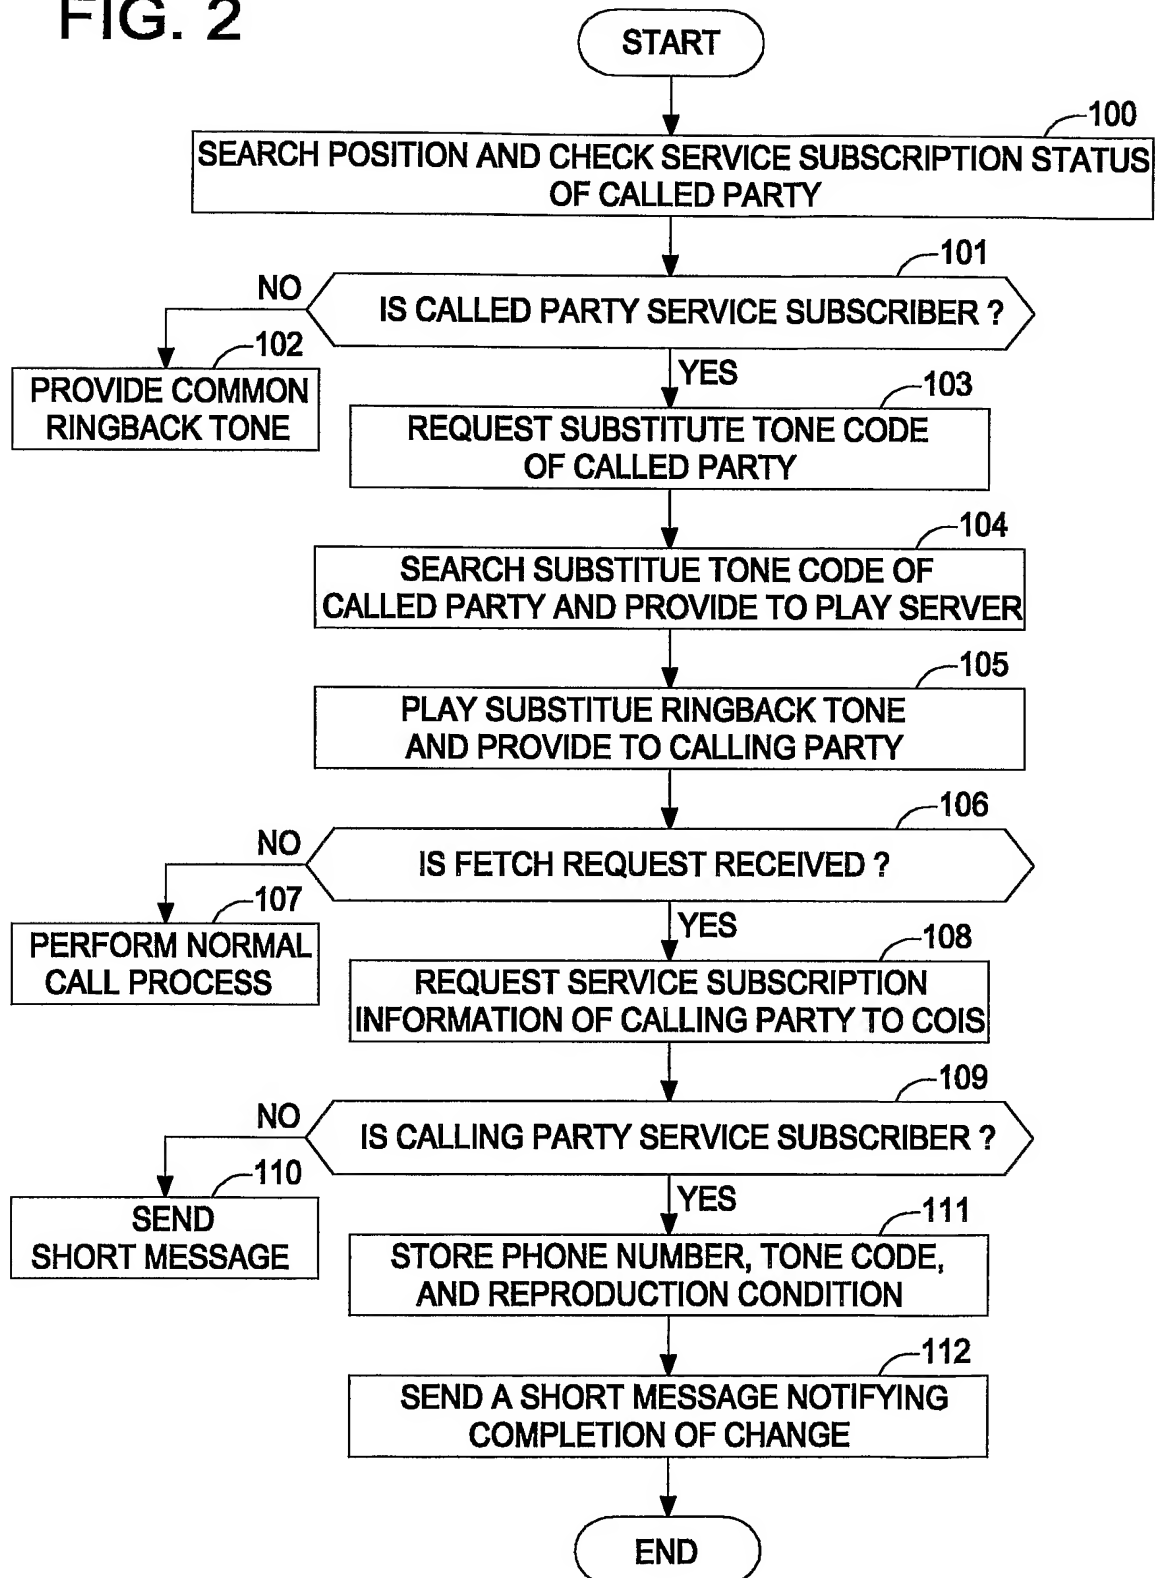 FIG. 2
START
100
SEARCH POSITION AND CHECK SERVICE SUBSCRIPTION STATUS
OF CALLED PARTY
101
IS CALLED PARTY SERVICE SUBSCRIBER ?
NO
102
PROVIDE COMMON
RINGBACK TONE
YES
103
REQUEST SUBSTITUTE TONE CODE
OF CALLED PARTY
104
SEARCH SUBSTITUE TONE CODE OF
CALLED PARTY AND PROVIDE TO PLAY SERVER
105
PLAY SUBSTITUE RINGBACK TONE
AND PROVIDE TO CALLING PARTY
106
IS FETCH REQUEST RECEIVED ?
NO
107
PERFORM NORMAL
CALL PROCESS
YES
108
REQUEST SERVICE SUBSCRIPTION
INFORMATION OF CALLING PARTY TO COIS
109
IS CALLING PARTY SERVICE SUBSCRIBER ?
NO
110
SEND
SHORT MESSAGE
YES
111
STORE PHONE NUMBER, TONE CODE,
AND REPRODUCTION CONDITION
112
SEND A SHORT MESSAGE NOTIFYING
COMPLETION OF CHANGE
END